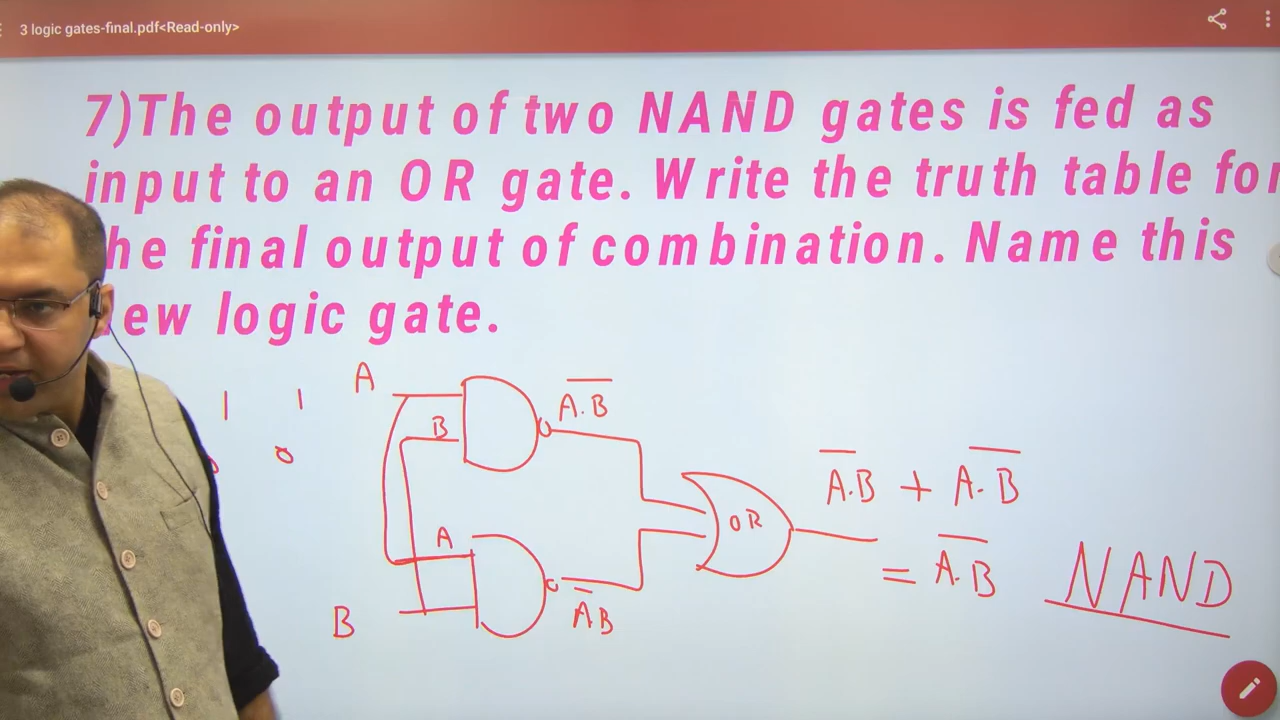 3 logic gates-final.pdf<Read-only>
7)The output of two NAND gates is fed as
input to an OR gate. Write the truth table for
he final output of combination. Name this
ew logic gate.
A
1 1
B
A̅.̅B̅
0
A̅.̅B̅ + A̅.̅B̅
OR
A
= A̅.̅B̅
NAND
B
A̅B